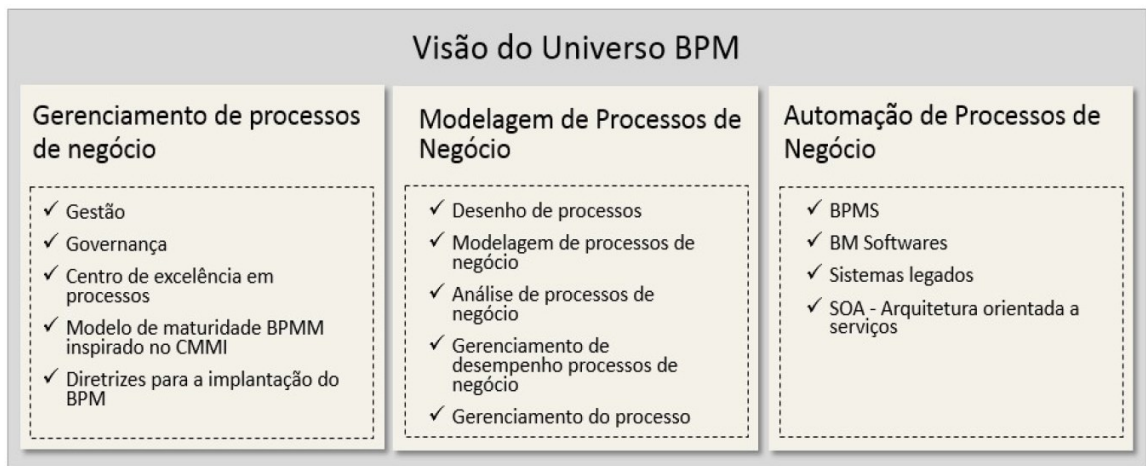 Visão do Universo BPM
Gerenciamento de processos
de negócio
✓ Gestão
✓ Governança
✓ Centro de excelência em
processos
✓ Modelo de maturidade BPMM
inspirado no CMMI
✓ Diretrizes para a implantação do
BPM
Modelagem de Processos de
Negócio
✓ Desenho de processos
✓ Modelagem de processos de
negócio
✓ Análise de processos de
negócio
✓ Gerenciamento de
desempenho processos de
negócio
✓ Gerenciamento do processo
Automação de Processos de
Negócio
✓ BPMS
✓ BM Softwares
✓ Sistemas legados
✓ SOA - Arquitetura orientada a
serviços